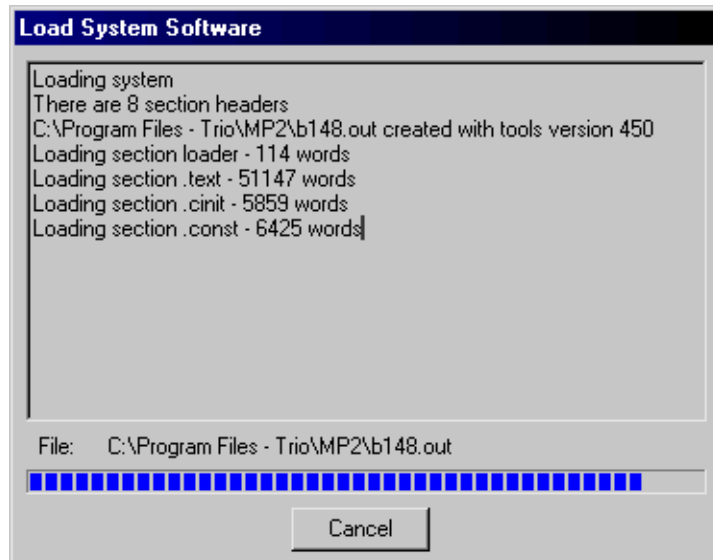 Load System Software
Loading system
There are 8 section headers
C:\Program Files - Trio\MP2\b148.out created with tools version 450
Loading section loader - 114 words
Loading section .text - 51147 words
Loading section .cinit - 5859 words
Loading section .const - 6425 words
File: C:\Program Files - Trio\MP2\b148.out
Cancel